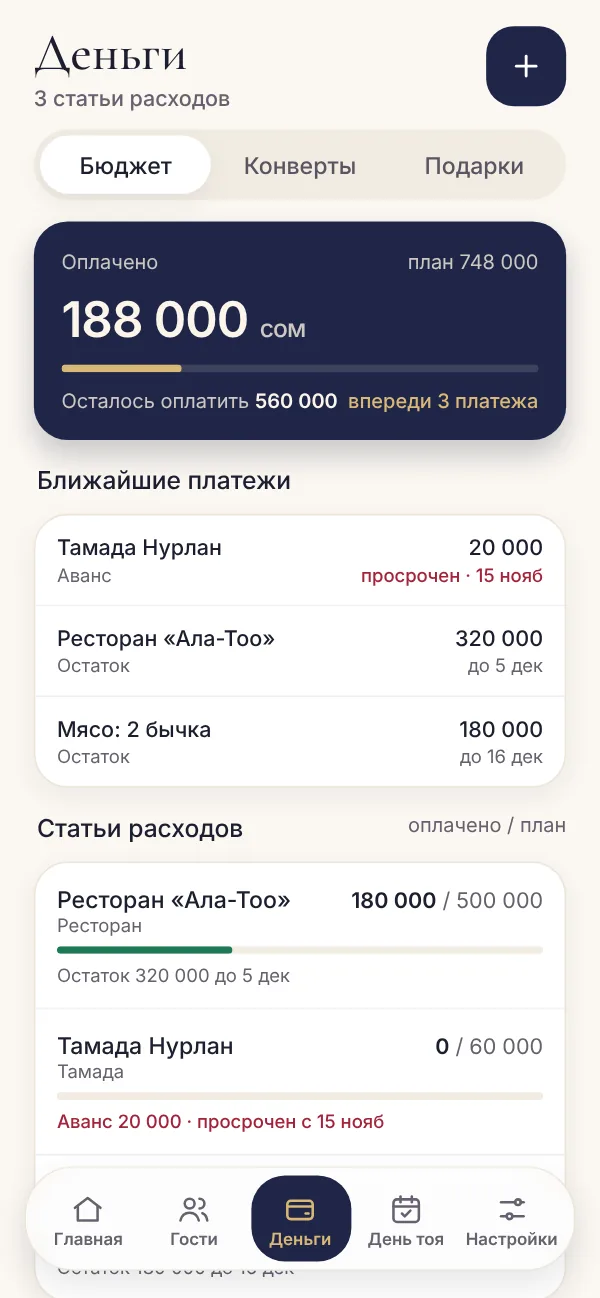 Деньги
3 статьи расходов
Бюджет Конверты Подарки
Оплачено план 748 000
188 000 сом
Осталось оплатить 560 000 впереди 3 платежа
Ближайшие платежи
Тамада Нурлан 20 000
Аванс просрочен · 15 нояб
Ресторан «Ала-Тоо» 320 000
Остаток до 5 дек
Мясо: 2 бычка 180 000
Остаток до 16 дек
Статьи расходов оплачено / план
Ресторан «Ала-Тоо» 180 000 / 500 000
Ресторан
Остаток 320 000 до 5 дек
Тамада Нурлан 0 / 60 000
Тамада
Аванс 20 000 · просрочен с 15 нояб
Главная Гости Деньги День тоя Настройки